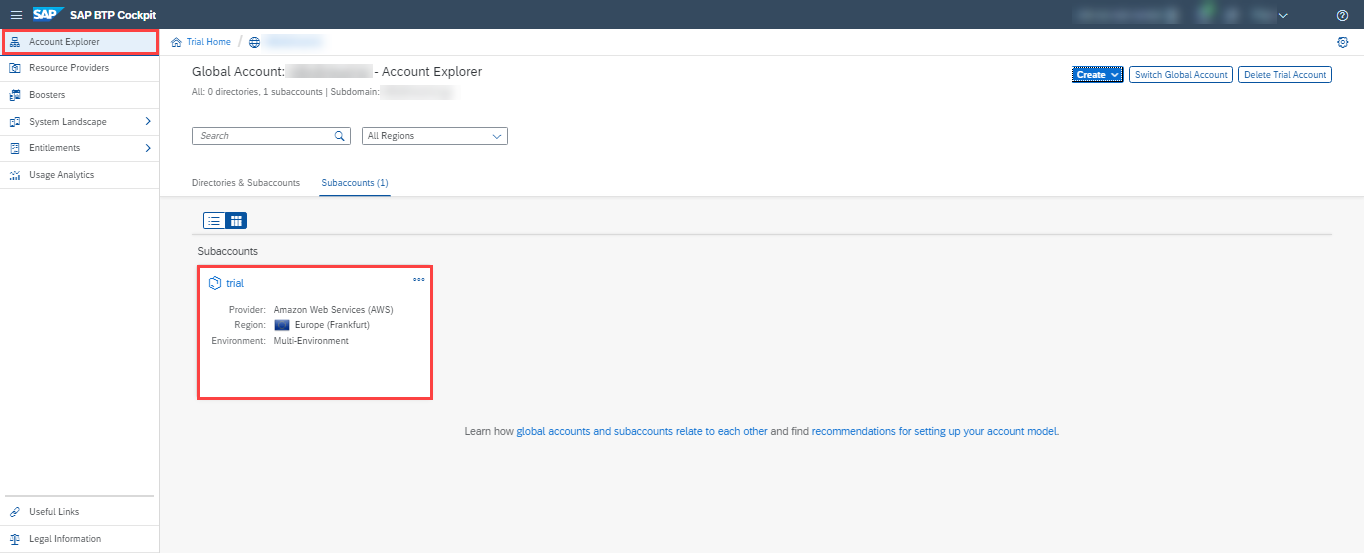 SAP SAP BTP Cockpit
Account Explorer
Resource Providers
Boosters
System Landscape
Entitlements
Usage Analytics
Useful Links
Legal Information
Trial Home /
Global Account: - Account Explorer
Create
Switch Global Account
Delete Trial Account
All: 0 directories, 1 subaccounts | Subdomain:
Search
All Regions
Directories & Subaccounts
Subaccounts (1)
Subaccounts
trial
Provider: Amazon Web Services (AWS)
Region: Europe (Frankfurt)
Environment: Multi-Environment
Learn how global accounts and subaccounts relate to each other and find recommendations for setting up your account model.